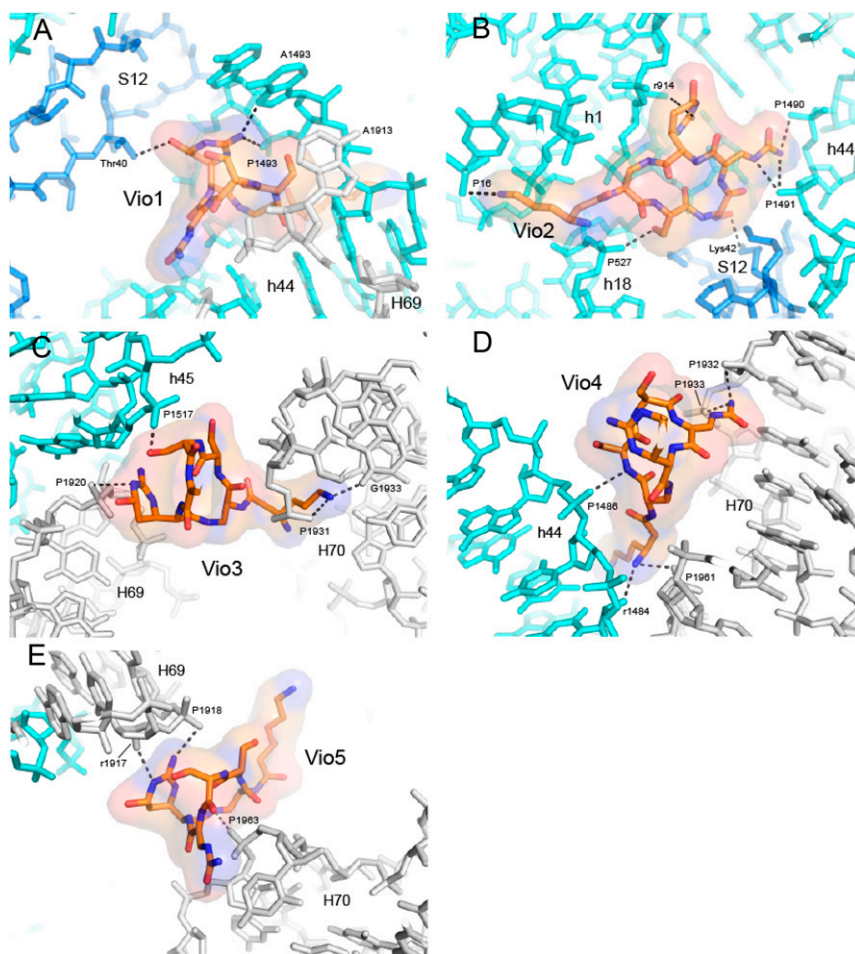 A
S12
A1493
A1913
Thr40
P1493
Vio1
h44
H69
B
r914
P1490
h1
h44
P16
P1491
Vio2
Lys42
P527
S12
h18
C
h45
P1517
P1920
G1933
P1931
H70
Vio3
H69
D
P1932
Vio4
P1933
P1486
H70
h44
P1961
r1484
E
H69
P1918
Vio5
r1917
P1963
H70